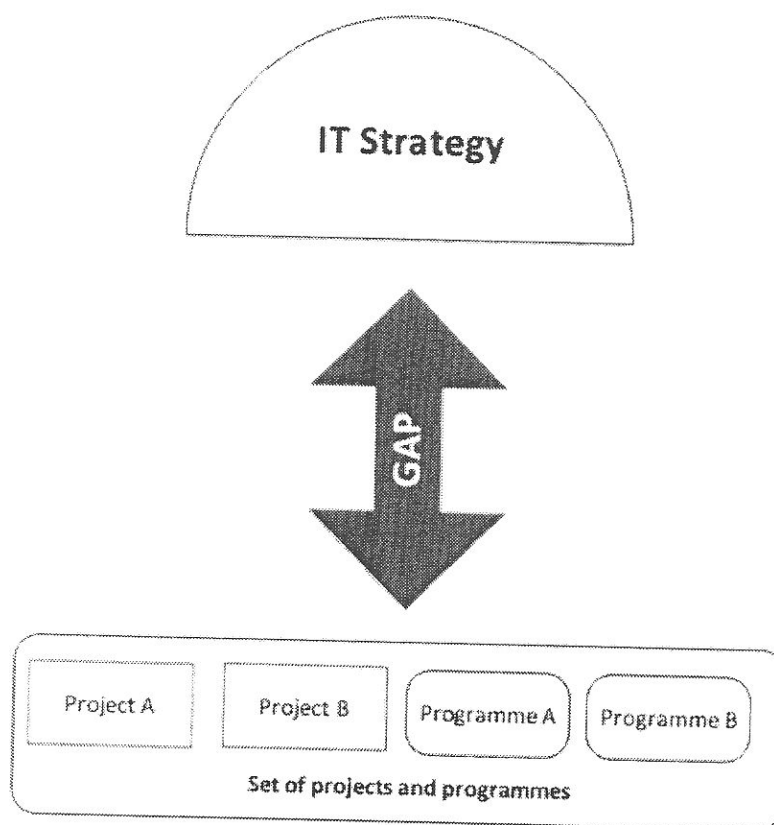 IT Strategy
GAP
Project A
Project B
Programme A
Programme B
Set of projects and programmes